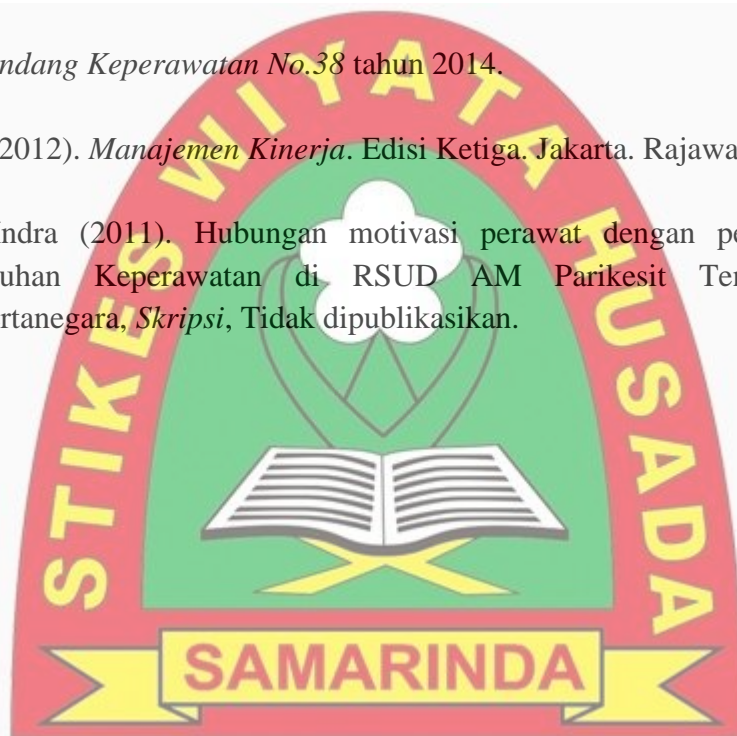 ndang Keperawatan No.38 tahun 2014.
2012). Manajemen Kinerja. Edisi Ketiga. Jakarta. Rajawa
ndra (2011). Hubungan motivasi perawat dengan pe
uhan Keperawatan di RSUD AM Parikesit Ten
rtanegara, Skripsi, Tidak dipublikasikan.
STIKES WIYATA HUSADA
SAMARINDA